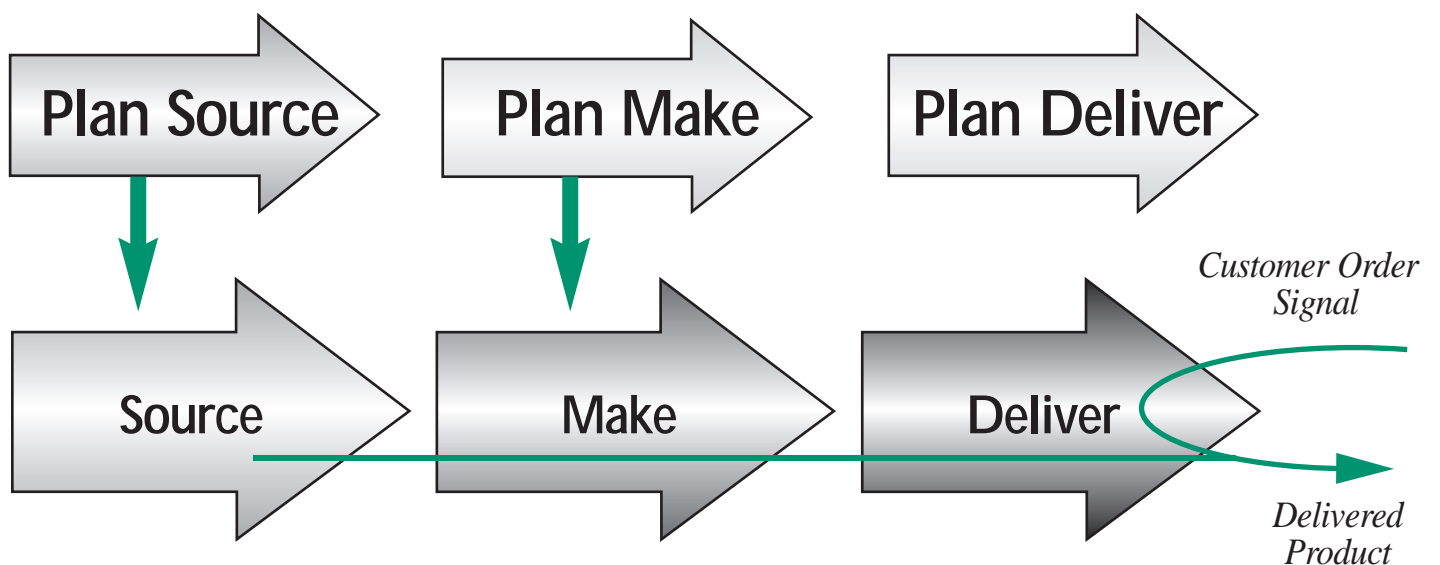 Plan Source
Plan Make
Plan Deliver
Customer Order
Signal
Source
Make
Deliver
Delivered
Product